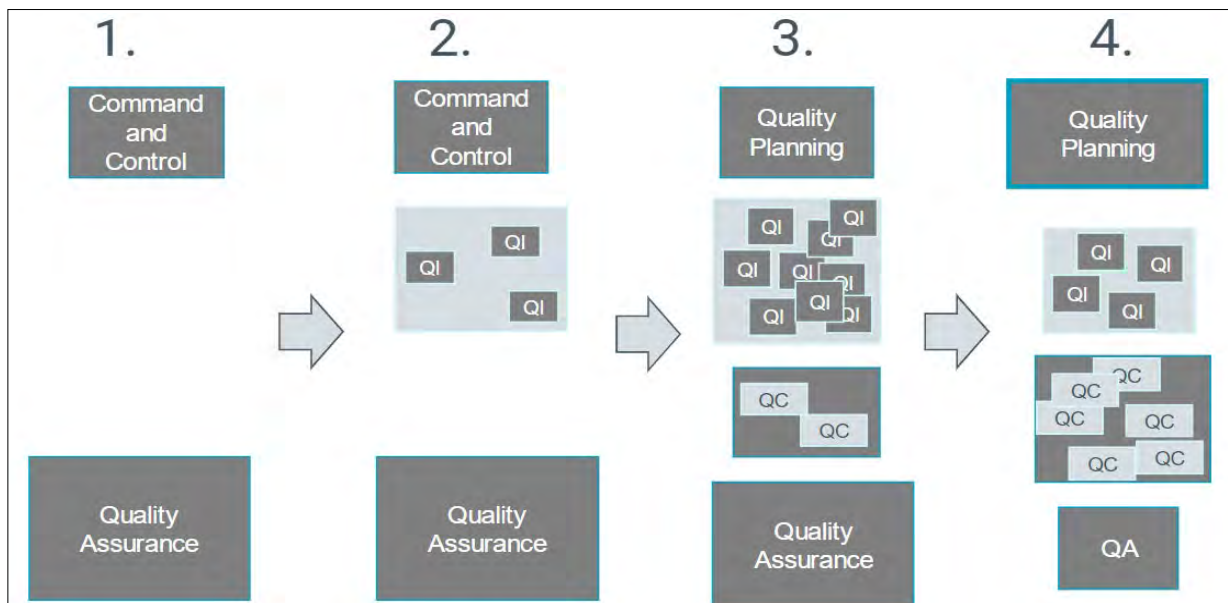 1.
Command
and
Control
Quality
Assurance
2.
Command
and
Control
QI
QI
QI
Quality
Assurance
3.
Quality
Planning
QI
QI
QI
QI
QI
QI
QI
QI
QI
QC
QC
Quality
Assurance
4.
Quality
Planning
QI
QI
QI
QI
QC
QC
QC
QC
QC
QC
QA